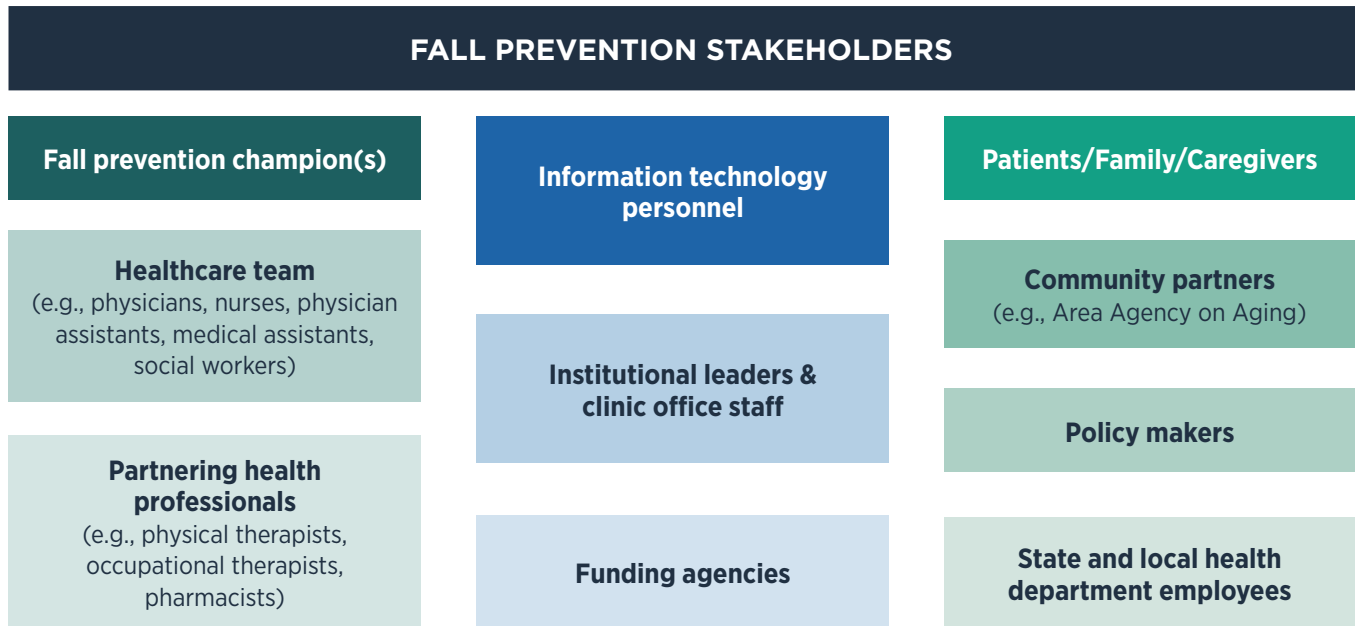 FALL PREVENTION STAKEHOLDERS
Fall prevention champion(s)
Healthcare team
(e.g., physicians, nurses, physician
assistants, medical assistants,
social workers)
Partnering health
professionals
(e.g., physical therapists,
occupational therapists,
pharmacists)
Information technology
personnel
Institutional leaders &
clinic office staff
Funding agencies
Patients/Family/Caregivers
Community partners
(e.g., Area Agency on Aging)
Policy makers
State and local health
department employees